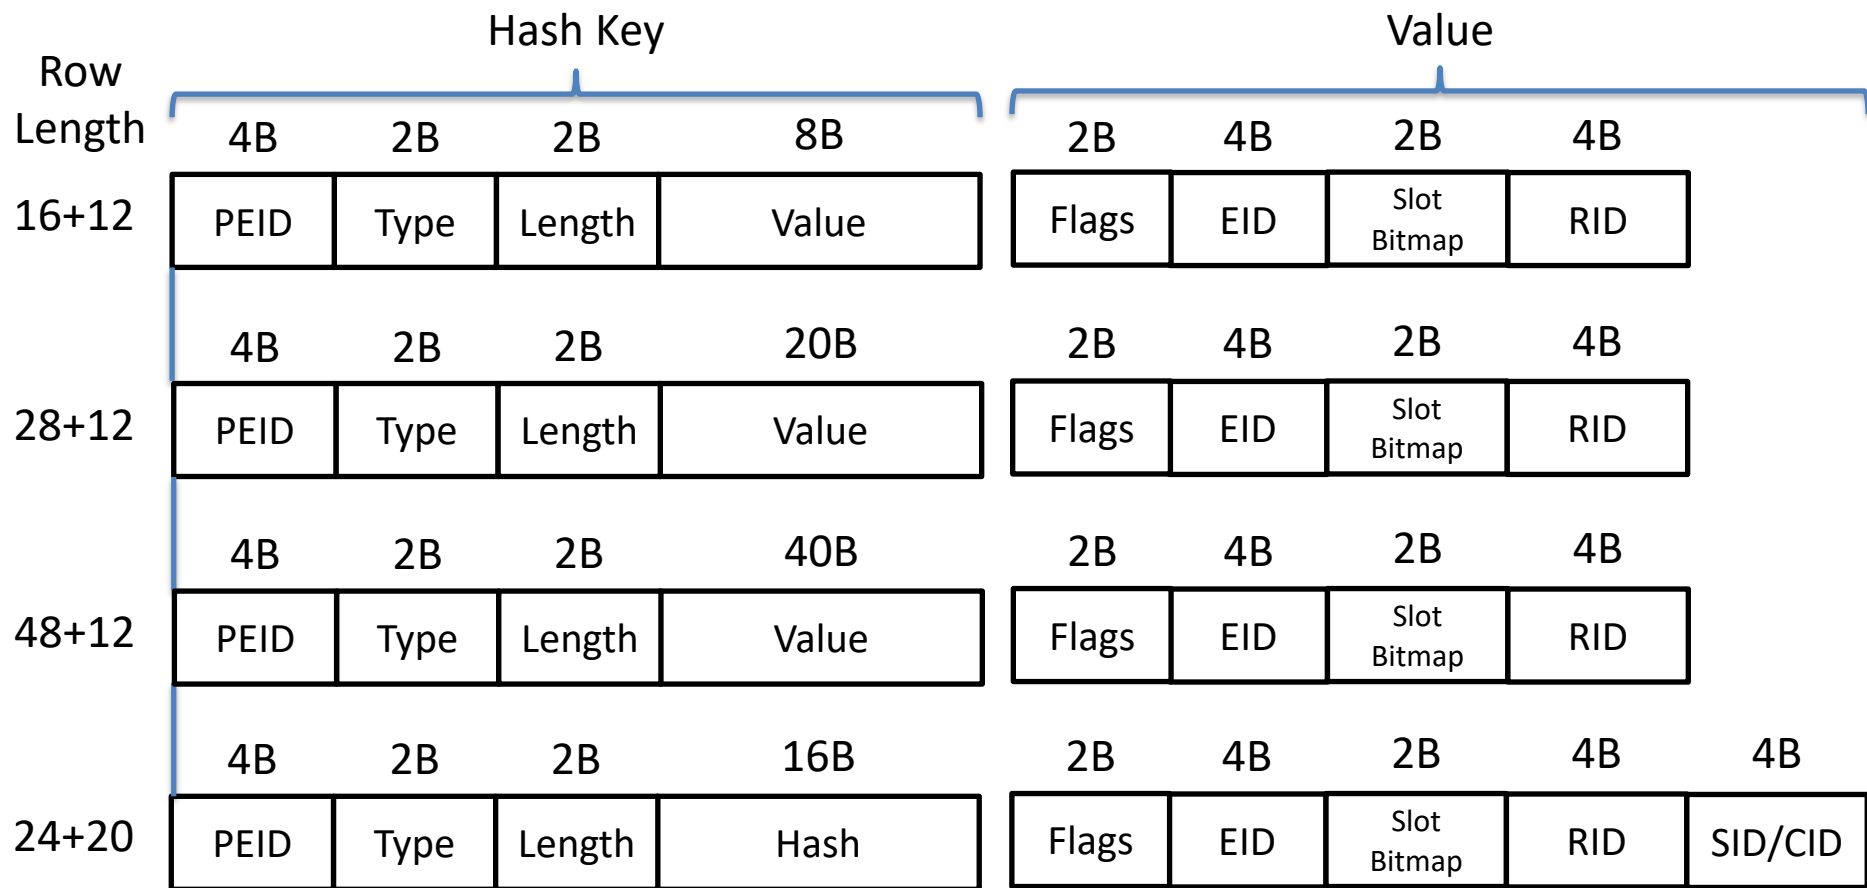 Hash Key Value
Row
Length
4B 2B 2B 8B 2B 4B 2B 4B
16+12 PEID Type Length Value Flags EID Slot Bitmap RID
4B 2B 2B 20B 2B 4B 2B 4B
28+12 PEID Type Length Value Flags EID Slot Bitmap RID
4B 2B 2B 40B 2B 4B 2B 4B
48+12 PEID Type Length Value Flags EID Slot Bitmap RID
4B 2B 2B 16B 2B 4B 2B 4B 4B
24+20 PEID Type Length Hash Flags EID Slot Bitmap RID SID/CID